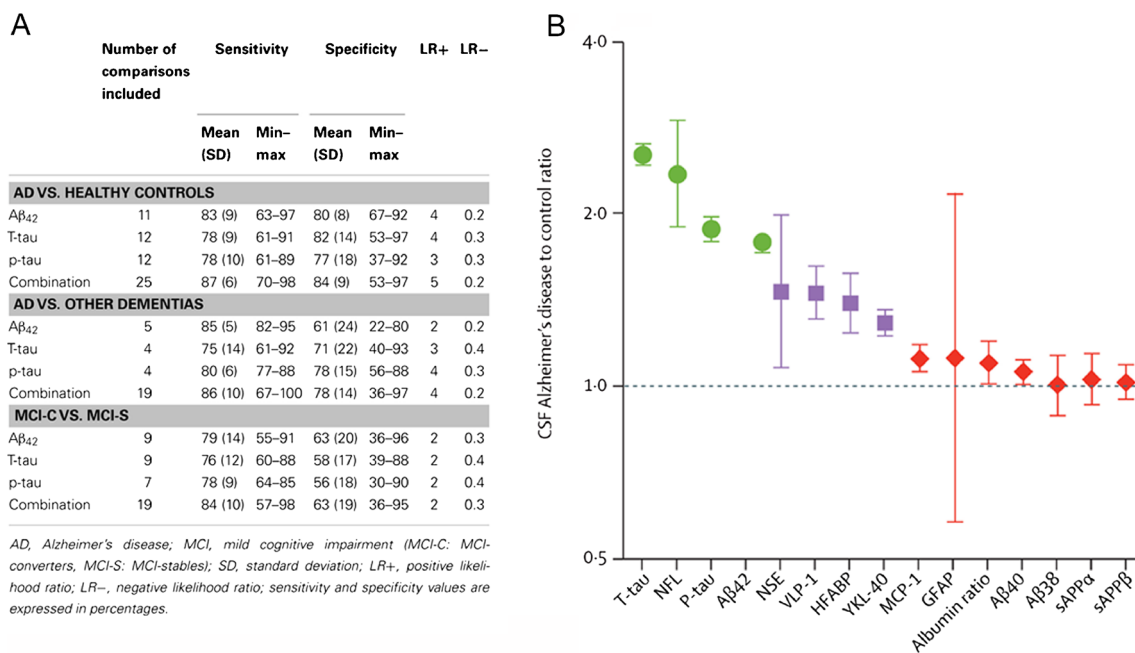 A
Number of comparisons included Sensitivity Specificity LR+ LR−
Mean (SD) Min–max Mean (SD) Min–max
AD VS. HEALTHY CONTROLS
Aβ42 11 83 (9) 63–97 80 (8) 67–92 4 0.2
T-tau 12 78 (9) 61–91 82 (14) 53–97 4 0.3
p-tau 12 78 (10) 61–89 77 (18) 37–92 3 0.3
Combination 25 87 (6) 70–98 84 (9) 53–97 5 0.2
AD VS. OTHER DEMENTIAS
Aβ42 5 85 (5) 82–95 61 (24) 22–80 2 0.2
T-tau 4 75 (14) 61–92 71 (22) 40–93 3 0.4
p-tau 4 80 (6) 77–88 78 (15) 56–88 4 0.3
Combination 19 86 (10) 67–100 78 (14) 36–97 4 0.2
MCI-C VS. MCI-S
Aβ42 9 79 (14) 55–91 63 (20) 36–96 2 0.3
T-tau 9 76 (12) 60–88 58 (17) 39–88 2 0.4
p-tau 7 78 (9) 64–85 56 (18) 30–90 2 0.4
Combination 19 84 (10) 57–98 63 (19) 36–95 2 0.3
AD, Alzheimer's disease; MCI, mild cognitive impairment (MCI-C: MCI-
converters, MCI-S: MCI-stables); SD, standard deviation; LR+, positive likeli-
hood ratio; LR−, negative likelihood ratio; sensitivity and specificity values are
expressed in percentages.
B
CSF Alzheimer's disease to control ratio
4·0
2·0
1·0
0·5
T-tau
NFL
P-tau
Aβ42
NSE
VLP-1
HFABP
YKL-40
MCP-1
GFAP
Albumin ratio
Aβ40
Aβ38
sAPPα
sAPPβ